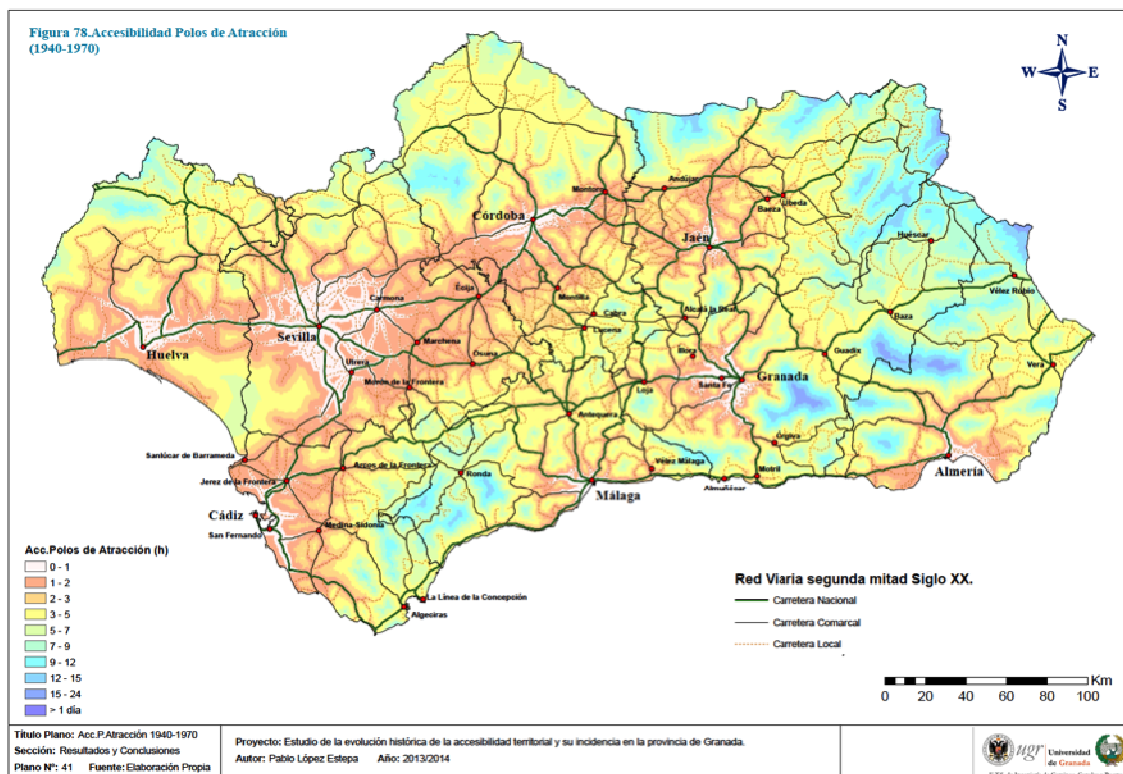 Figura 78.Accesibilidad Polos de Atracción
(1940-1970)
N
W E
S
Montoro
Andújar
Córdoba
Baeza
Úbeda
Jaén
Huéscar
Écija
Carmona
Montilla
Vélez Rubio
Cabra
Alcalá la Real
Baza
Sevilla
Lucena
Marchena
Huelva
Osuna
Íllora
Guadix
Utrera
Vera
Morón de la Frontera
Loja
Santa Fe
Granada
Antequera
Órgiva
Sanlúcar de Barrameda
Arcos de la Frontera
Ronda
Vélez Málaga
Motril
Almería
Jerez de la Frontera
Málaga
Almuñécar
Cádiz
San Fernando
Medina-Sidonia
La Línea de la Concepción
Algeciras
Acc.Polos de Atracción (h)
0 - 1
1 - 2
2 - 3
3 - 5
5 - 7
7 - 9
9 - 12
12 - 15
15 - 24
> 1 día
Red Viaria segunda mitad Siglo XX.
Carretera Nacional
Carretera Comarcal
Carretera Local
Km
0 20 40 60 80 100
Título Plano: Acc.P.Atracción 1940-1970
Sección: Resultados y Conclusiones
Plano Nº: 41 Fuente:Elaboración Propia
Proyecto: Estudio de la evolución histórica de la accesibilidad territorial y su incidencia en la provincia de Granada.
Autor: Pablo López Estepa Año: 2013/2014
ugr Universidad
de Granada